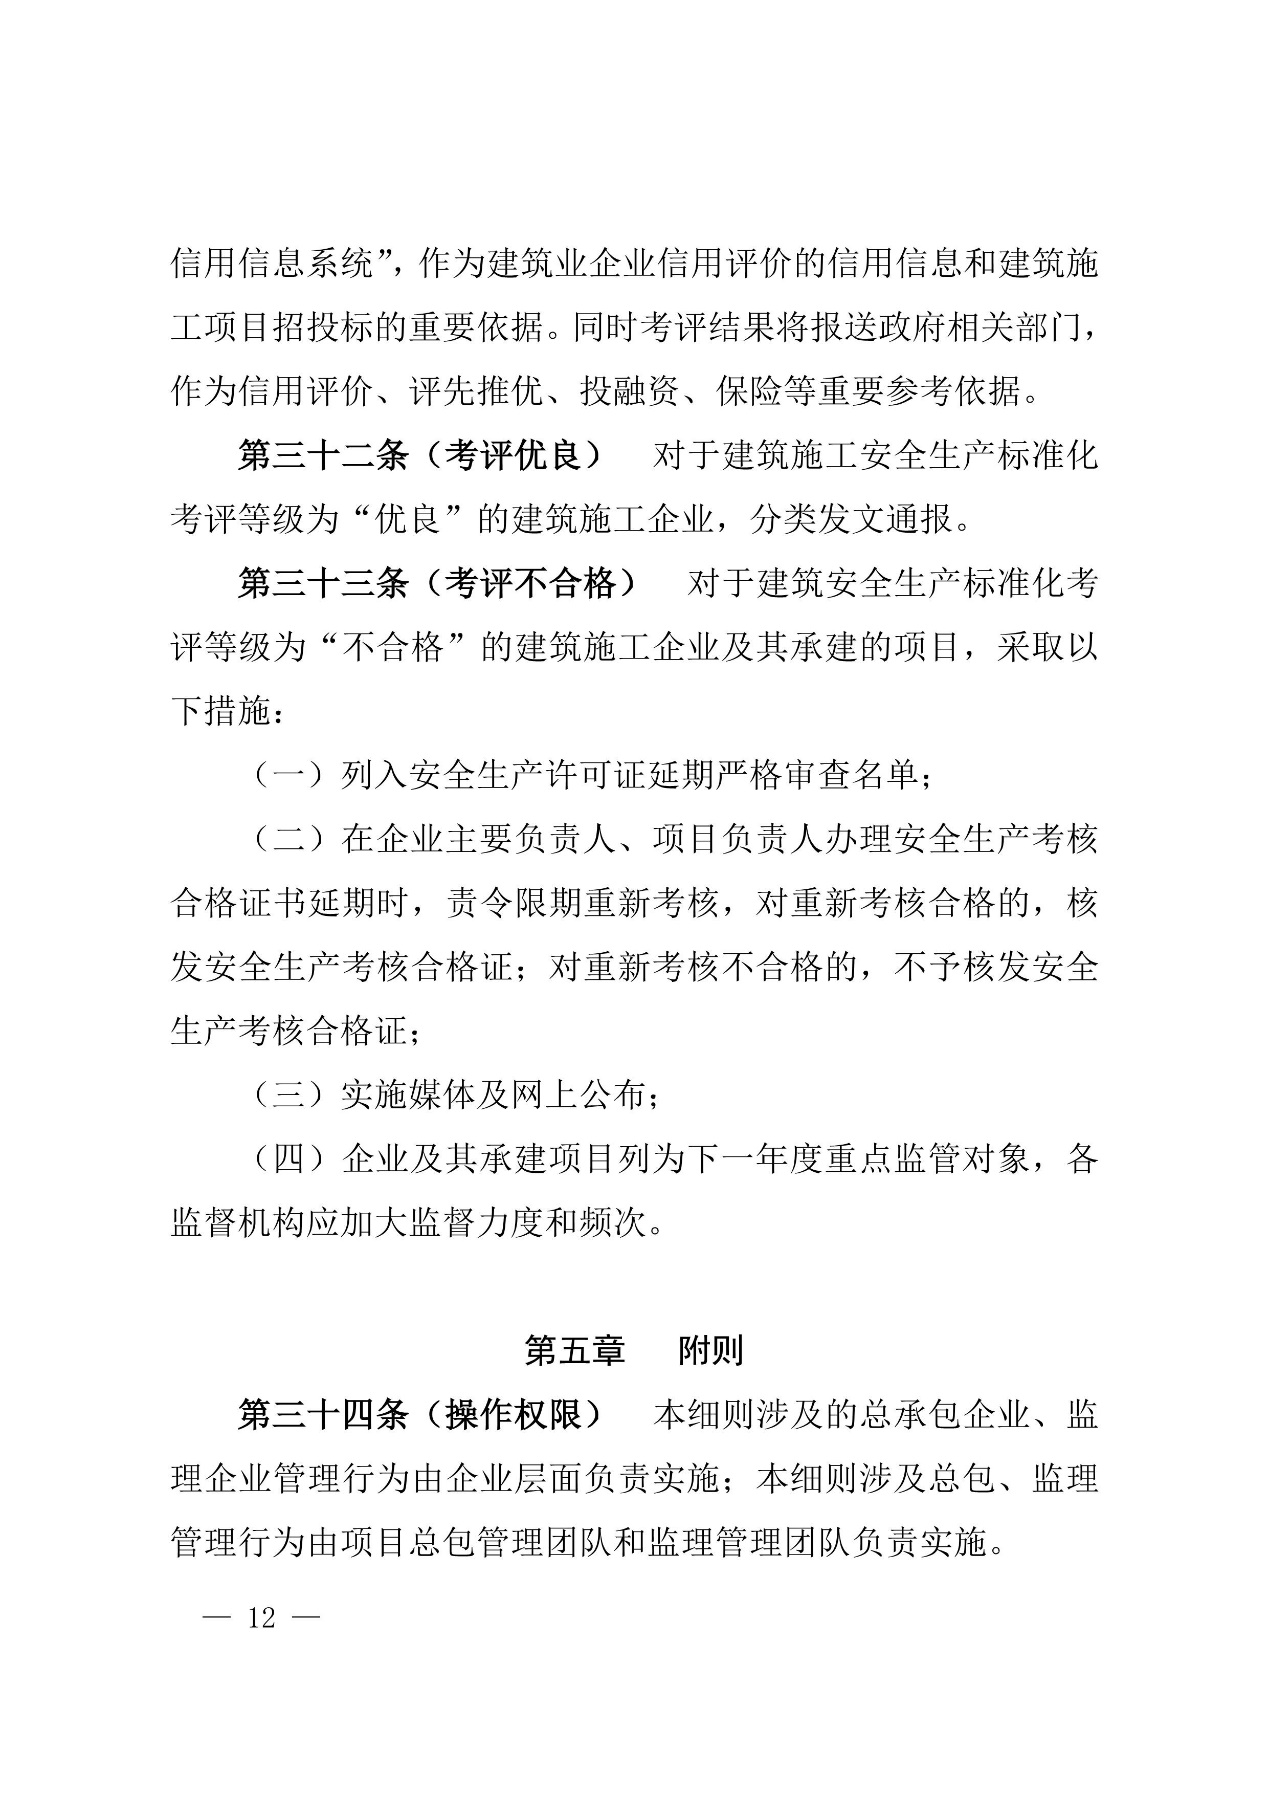 信用信息系统”，作为建筑业企业信用评价的信用信息和建筑施
工项目招投标的重要依据。同时考评结果将报送政府相关部门，
作为信用评价、评先推优、投融资、保险等重要参考依据。
第三十二条（考评优良）　对于建筑施工安全生产标准化
考评等级为“优良”的建筑施工企业，分类发文通报。
第三十三条（考评不合格）　对于建筑安全生产标准化考
评等级为“不合格”的建筑施工企业及其承建的项目，采取以
下措施：
（一）列入安全生产许可证延期严格审查名单；
（二）在企业主要负责人、项目负责人办理安全生产考核
合格证书延期时，责令限期重新考核，对重新考核合格的，核
发安全生产考核合格证；对重新考核不合格的，不予核发安全
生产考核合格证；
（三）实施媒体及网上公布；
（四）企业及其承建项目列为下一年度重点监管对象，各
监督机构应加大监督力度和频次。
第五章　附则
第三十四条（操作权限）　本细则涉及的总承包企业、监
理企业管理行为由企业层面负责实施；本细则涉及总包、监理
管理行为由项目总包管理团队和监理管理团队负责实施。
— 12 —